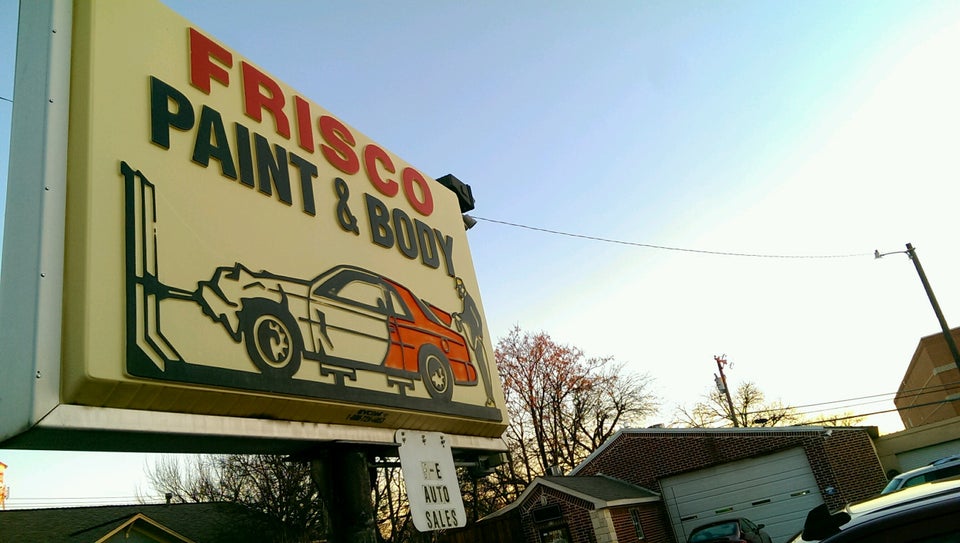 FRISCO
PAINT & BODY
AUTO
SALES